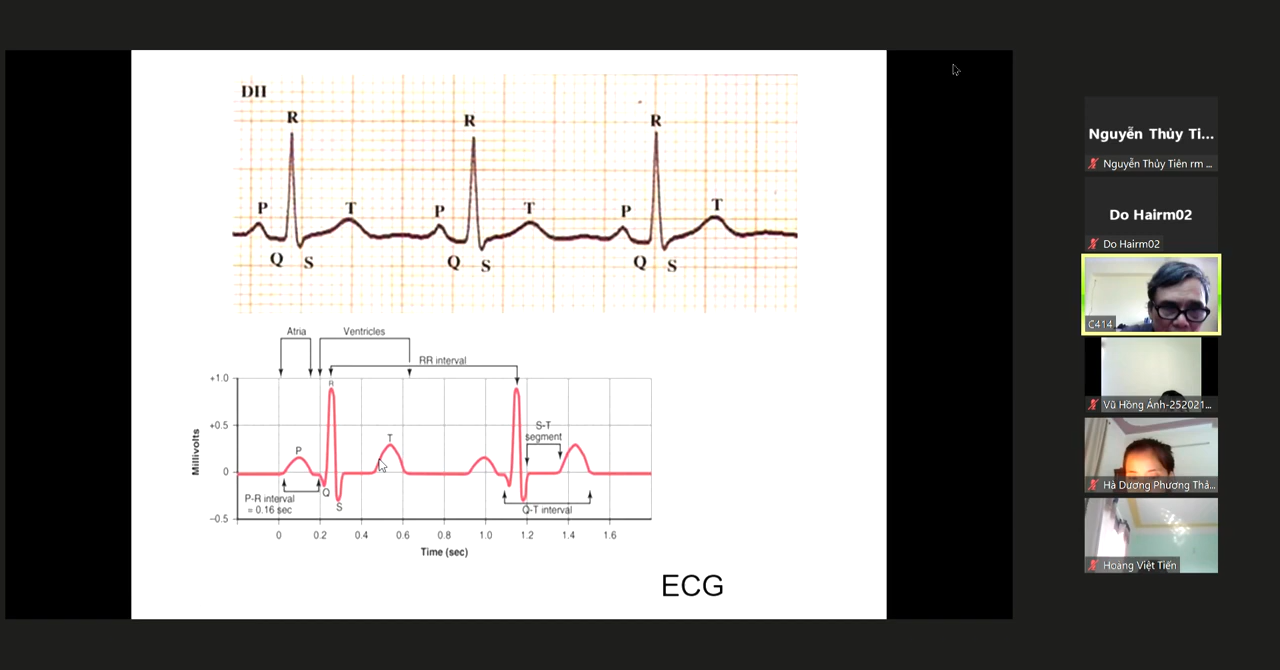 DII
R
R
R
P
T
P
T
P
T
Q
S
Q
S
Q
S
Atria
Ventricles
RR interval
+1.0
R
+0.5
S-T
segment
Millivolts
P
T
0
Q
P-R interval
= 0.16 sec
S
Q-T interval
–0.5
0
0.2
0.4
0.6
0.8
1.0
1.2
1.4
1.6
Time (sec)
ECG
Nguyễn Thủy Ti...
Nguyễn Thủy Tiên rm ...
Do Hairm02
Do Hairm02
C414
Vũ Hồng Ánh-252021...
Hà Dương Phương Thả...
Hoàng Việt Tiến